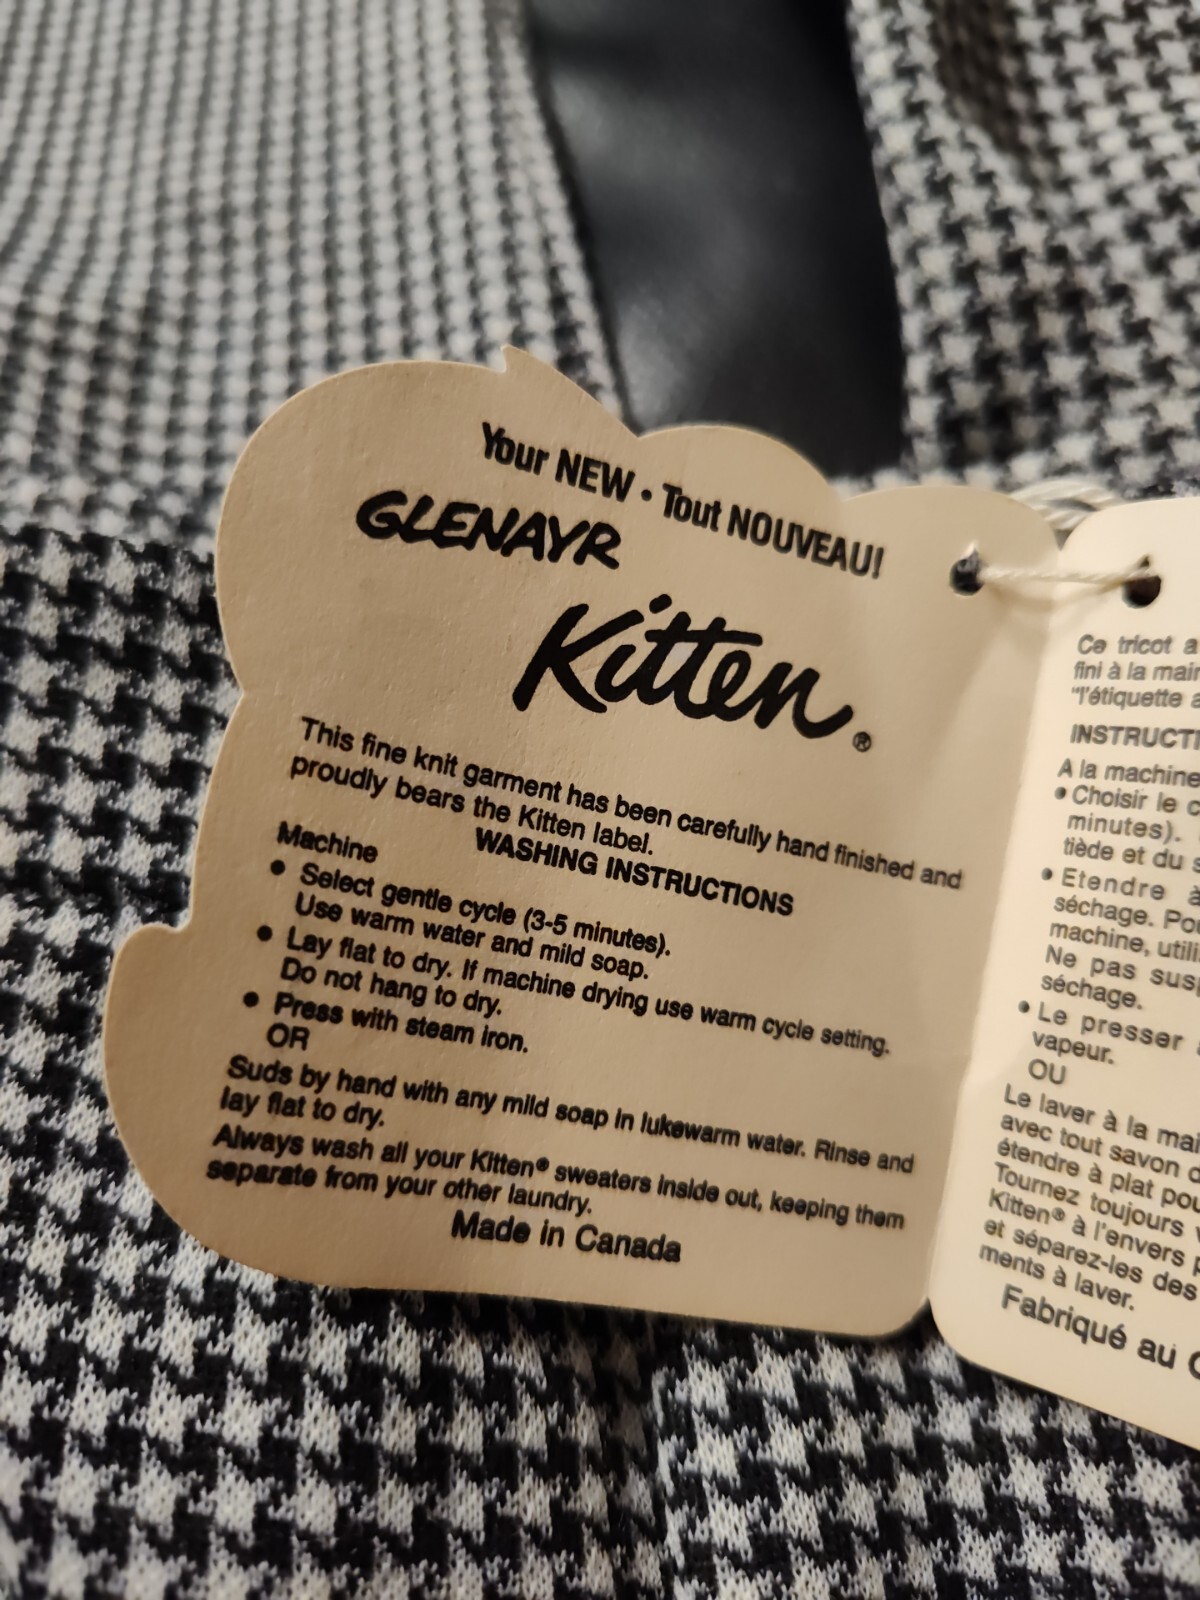 Your NEW • Tout NOUVEAU!
GLENAYR
Kitten®
This fine knit garment has been carefully hand finished and
proudly bears the Kitten label.
WASHING INSTRUCTIONS
Machine
• Select gentle cycle (3-5 minutes).
Use warm water and mild soap.
• Lay flat to dry. If machine drying use warm cycle setting.
Do not hang to dry.
• Press with steam iron.
OR
Suds by hand with any mild soap in lukewarm water. Rinse and
lay flat to dry.
Always wash all your Kitten® sweaters inside out, keeping them
separate from your other laundry.
Made in Canada
Ce tricot a
fini à la main
"l'étiquette
INSTRUCTI
A la machine
• Choisir le
minutes).
tiède et du
• Etendre à
séchage. Pou
machine, utili
Ne pas susp
séchage.
• Le presser
vapeur.
OU
Le laver à la mai
avec tout savon
étendre à plat pou
Tournez toujours
Kitten® à l'envers
et séparez-les des
ments à laver.
Fabriqué au